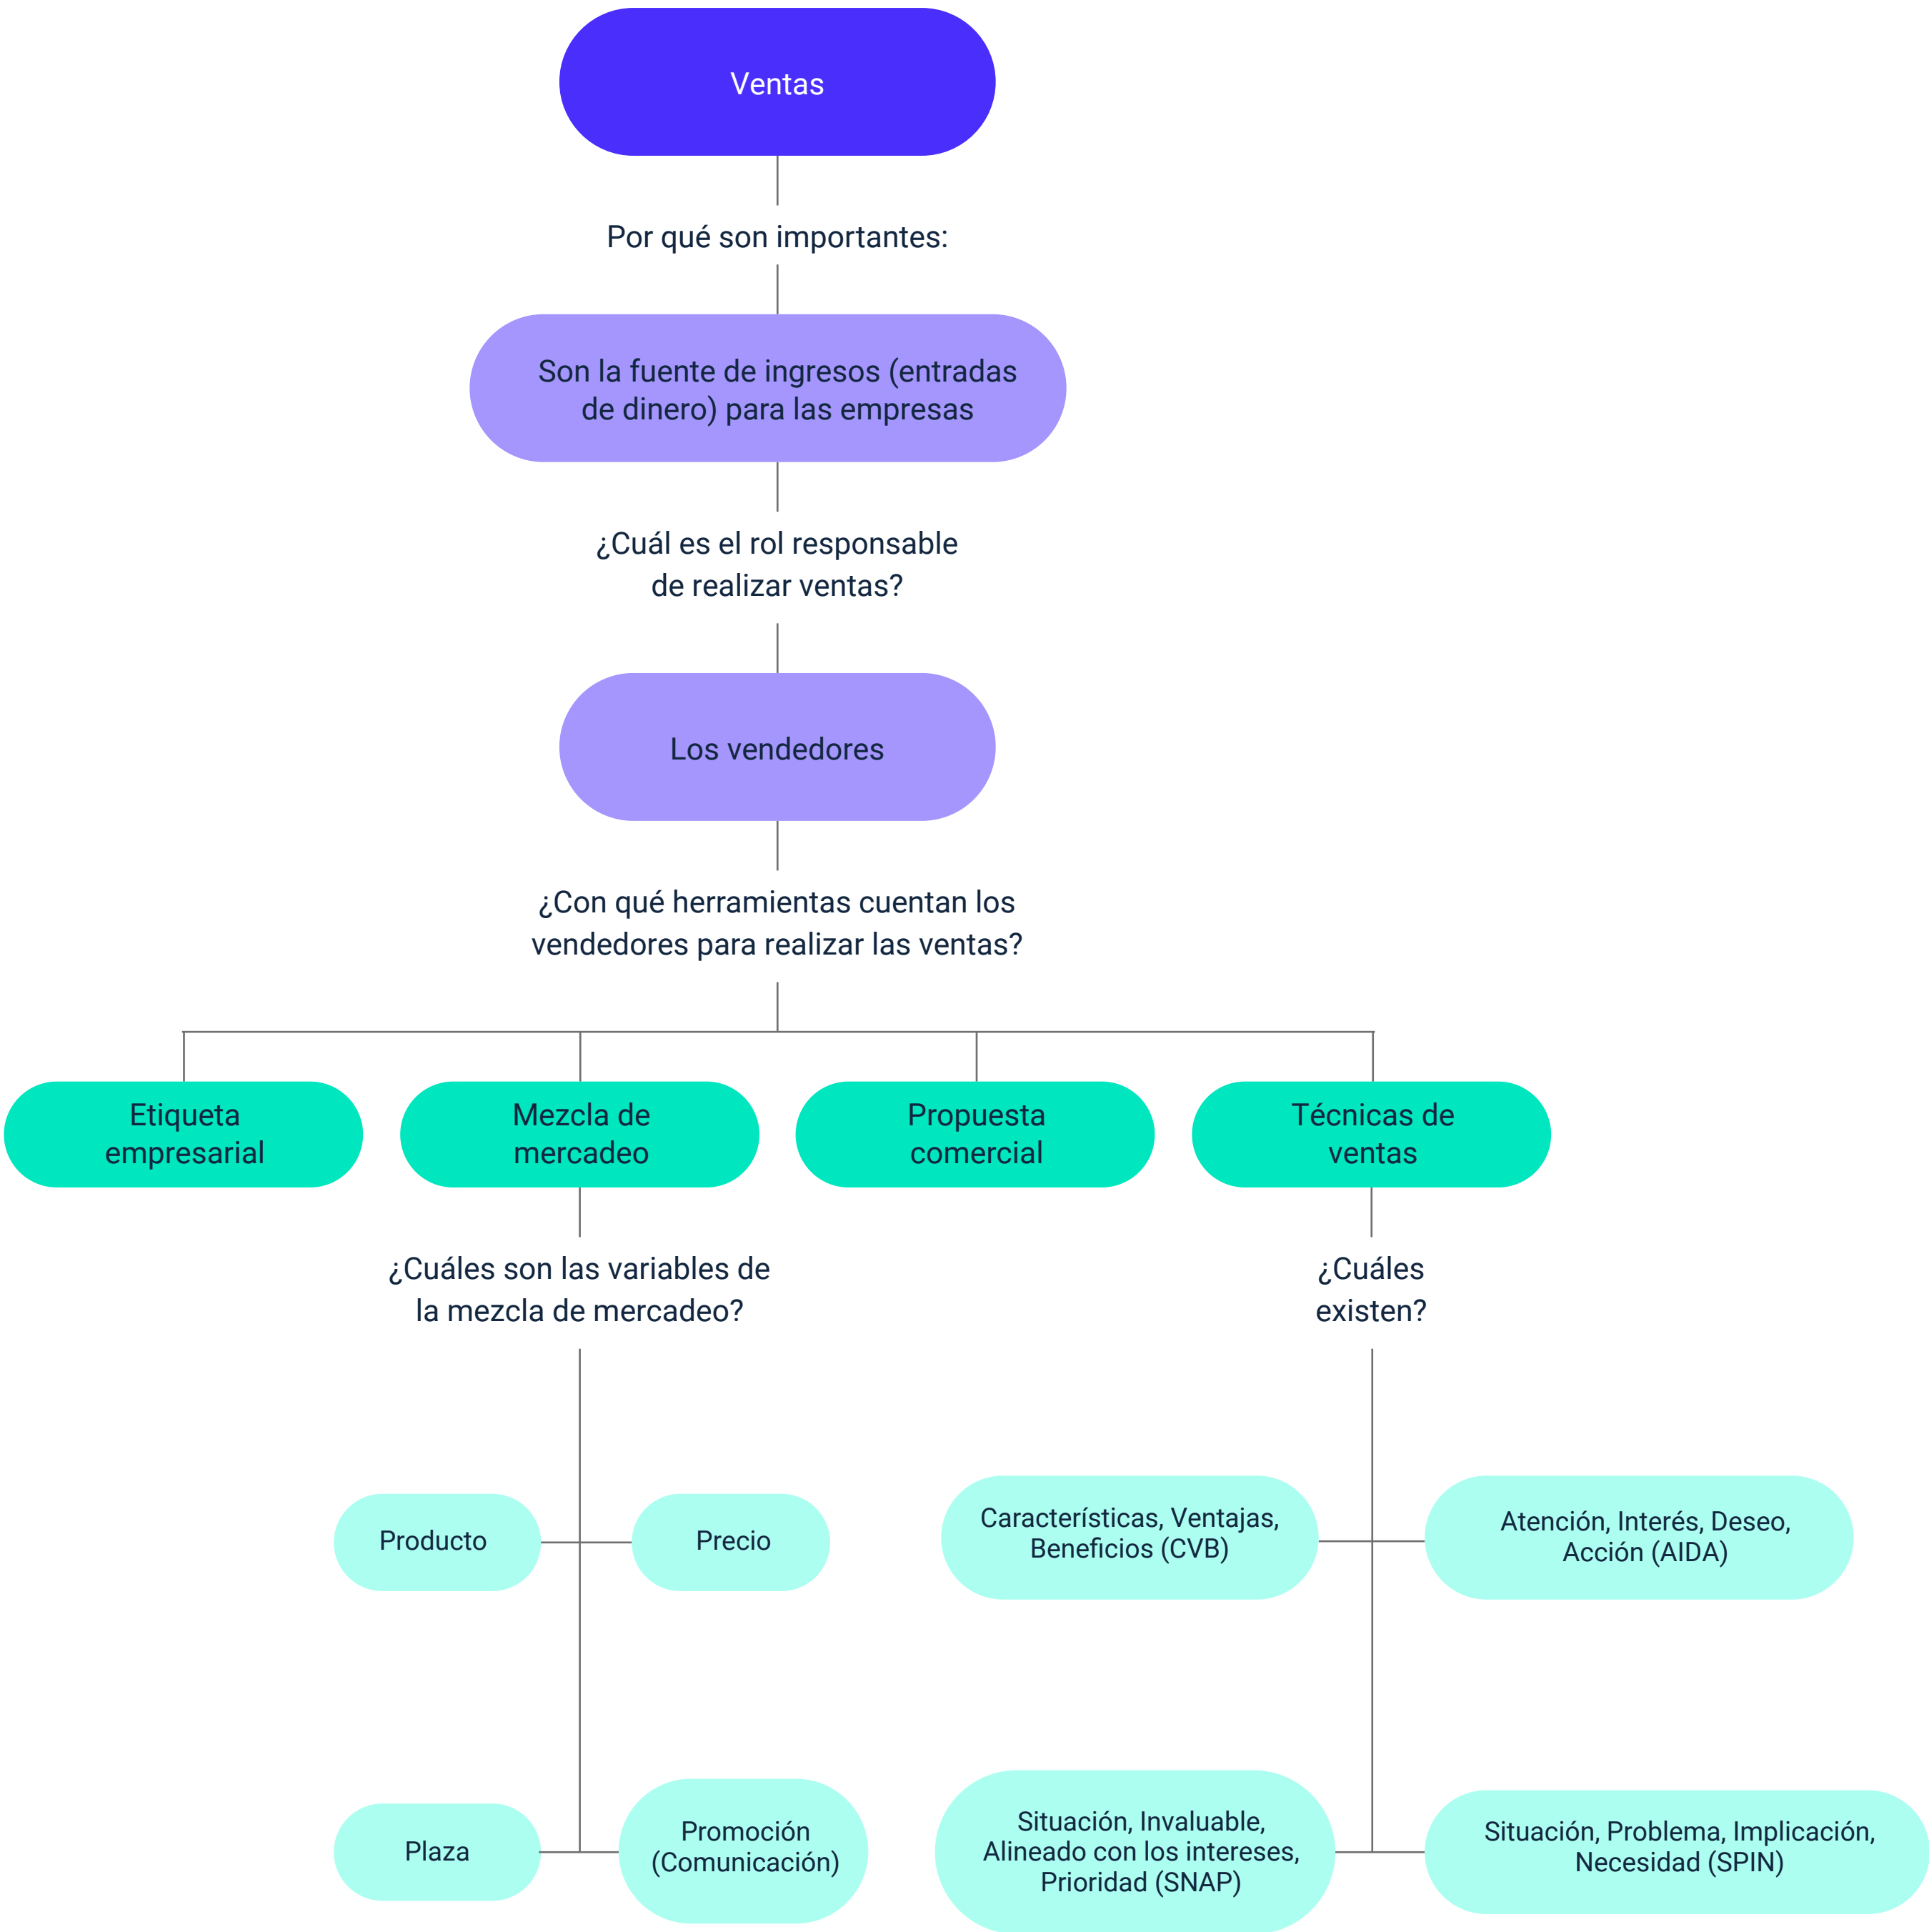 Ventas
Por qué son importantes:
Son la fuente de ingresos (entradas
de dinero) para las empresas
¿Cuál es el rol responsable
de realizar ventas?
Los vendedores
¿Con qué herramientas cuentan los
vendedores para realizar las ventas?
Etiqueta
empresarial
Mezcla de
mercadeo
Propuesta
comercial
Técnicas de
ventas
¿Cuáles son las variables de
la mezcla de mercadeo?
¿Cuáles
existen?
Producto
Precio
Características, Ventajas,
Beneficios (CVB)
Atención, Interés, Deseo,
Acción (AIDA)
Plaza
Promoción
(Comunicación)
Situación, Invaluable,
Alineado con los intereses,
Prioridad (SNAP)
Situación, Problema, Implicación,
Necesidad (SPIN)